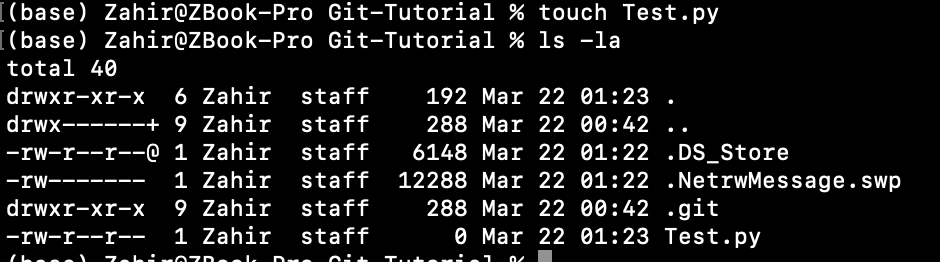 (base) Zahir@ZBook-Pro Git-Tutorial % touch Test.py
(base) Zahir@ZBook-Pro Git-Tutorial % ls -la
total 40
drwxr-xr-x  6 Zahir  staff    192 Mar 22 01:23 .
drwx------+ 9 Zahir  staff    288 Mar 22 00:42 ..
-rw-r--r--@ 1 Zahir  staff   6148 Mar 22 01:22 .DS_Store
-rw-------  1 Zahir  staff  12288 Mar 22 01:22 .NetrwMessage.swp
drwxr-xr-x  9 Zahir  staff    288 Mar 22 00:42 .git
-rw-r--r--  1 Zahir  staff      0 Mar 22 01:23 Test.py
(base) Zahir@ZBook-Pro Git-Tutorial %